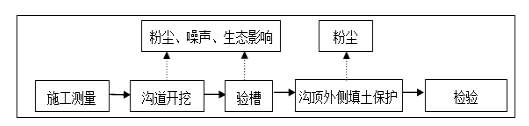 粉尘、噪声、生态影响
粉尘
施工测量
沟道开挖
验槽
沟顶外侧填土保护
检验